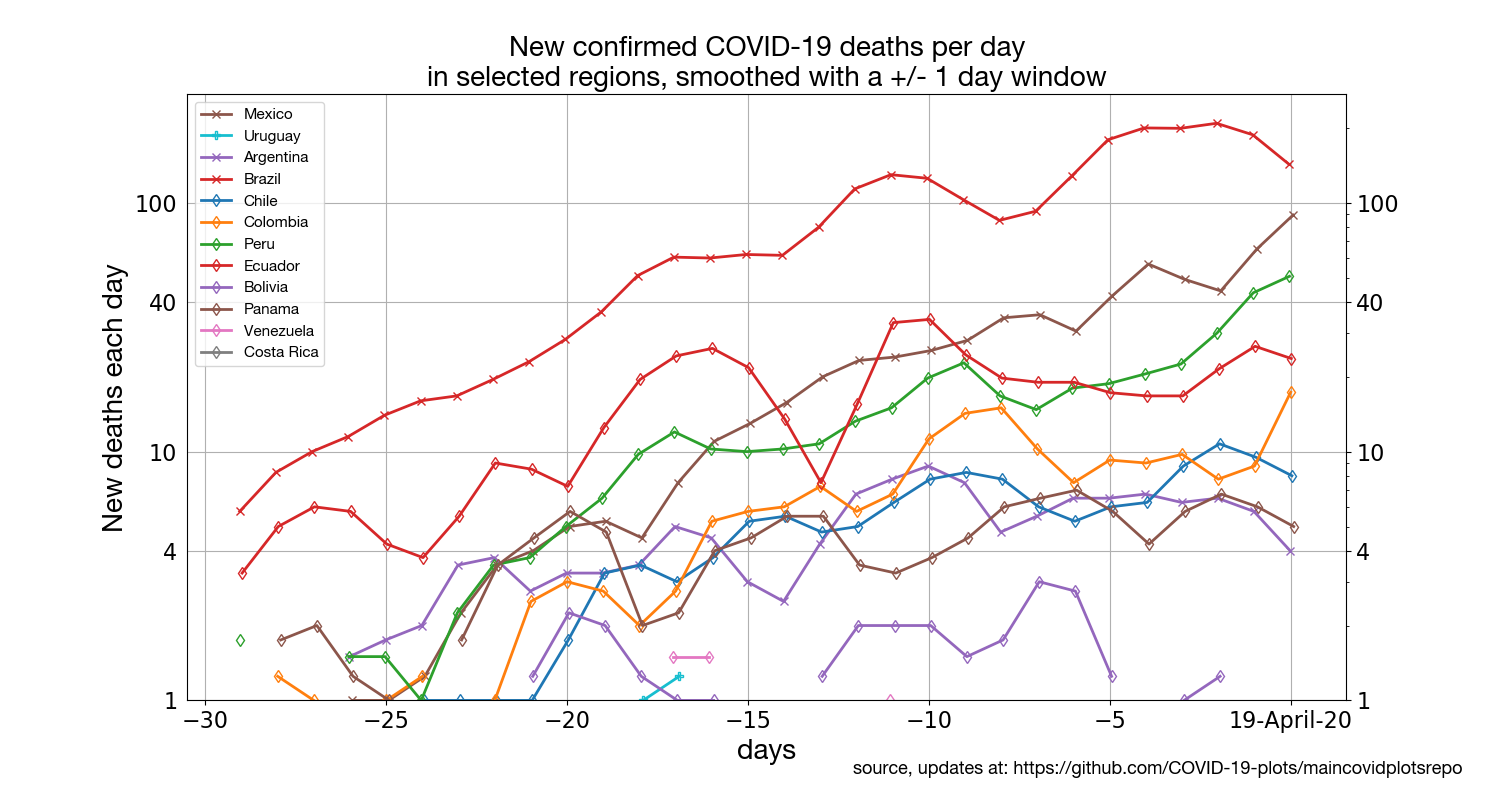 New confirmed COVID-19 deaths per day
in selected regions, smoothed with a +/- 1 day window
Mexico
Uruguay
Argentina
Brazil
Chile
Colombia
Peru
Ecuador
Bolivia
Panama
Venezuela
Costa Rica
New deaths each day
100
40
10
4
1
100
40
10
4
1
−30
−25
−20
−15
−10
−5
19-April-20
days
source, updates at: https://github.com/COVID-19-plots/maincovidplotsrepo